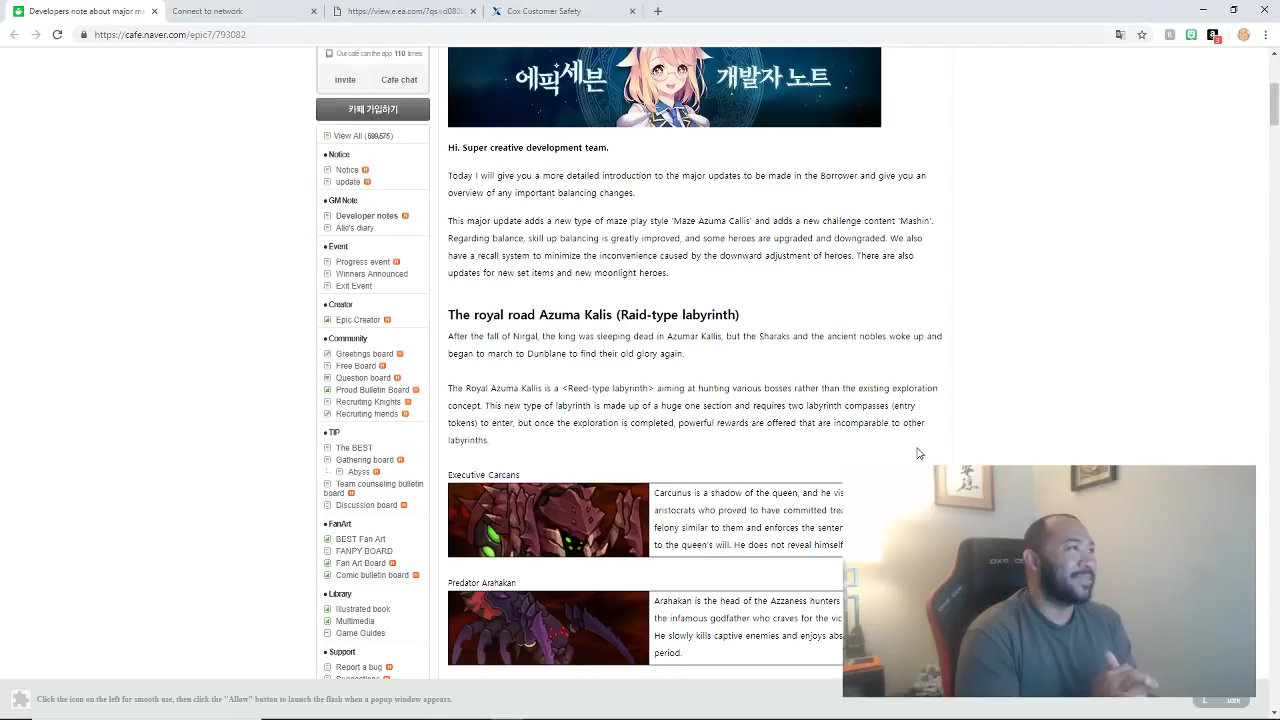 Developers note about major m
Connect to network
https://view.e.ea.com/?qs=d080
Cox Customer Safety
https://cafe.naver.com/epic7/793082
Our café can the app 110 times
invite
Cafe chat
카페 가입하기
View All (599,575)
Notice
Notice
update
GM Note
Developer notes
Alki's diary
Event
Progress event
Winners Announced
Exit Event
Creator
Epic Creator
Community
Greetings board
Free Board
Question board
Proud Bulletin Board
Recruiting Knights
Recruiting friends
TIP
The BEST
Gathering board
Abyss
Team counseling bulletin
board
Discussion board
FanArt
BEST Fan Art
FANPY BOARD
Fan Art Board
Comic bulletin board
Library
Illustrated book
Multimedia
Game Guides
Support
Report a bug
에픽세븐 개발자 노트
Hi. Super creative development team.
Today I will give you a more detailed introduction to the major updates to be made in the Borrower and give you an
overview of any important balancing changes.
This major update adds a new type of maze play style 'Maze Azuma Callis' and adds a new challenge content 'Mashin'.
Regarding balance, skill up balancing is greatly improved, and some heroes are upgraded and downgraded. We also
have a recall system to minimize the inconvenience caused by the downward adjustment of heroes. There are also
updates for new set items and new moonlight heroes.
The royal road Azuma Kalis (Raid-type labyrinth)
After the fall of Nirgal, the king was sleeping dead in Azumar Kallis, but the Sharaks and the ancient nobles woke up and
began to march to Dunblane to find their old glory again.
The Royal Azuma Kalis is a <Reed-type labyrinth> aiming at hunting various bosses rather than the existing exploration
concept. This new type of labyrinth is made up of a huge one section and requires two labyrinth compasses (entry
tokens) to enter, but once the exploration is completed, powerful rewards are offered that are incomparable to other
labyrinths.
Executive Carcans
Carcunus is a shadow of the queen, and he vis
aristocrats who proved to have committed trea
felony similar to them and enforces the senten
to the queen's will. He does not reveal himself
Predator Arahakan
Arahakan is the head of the Azzaness hunters
the infamous godfather who craves for the vic
He slowly kills captive enemies and enjoys abs
period.
Click the icon on the left for smooth use, then click the "Allow" button to launch the flash when a popup window appears.